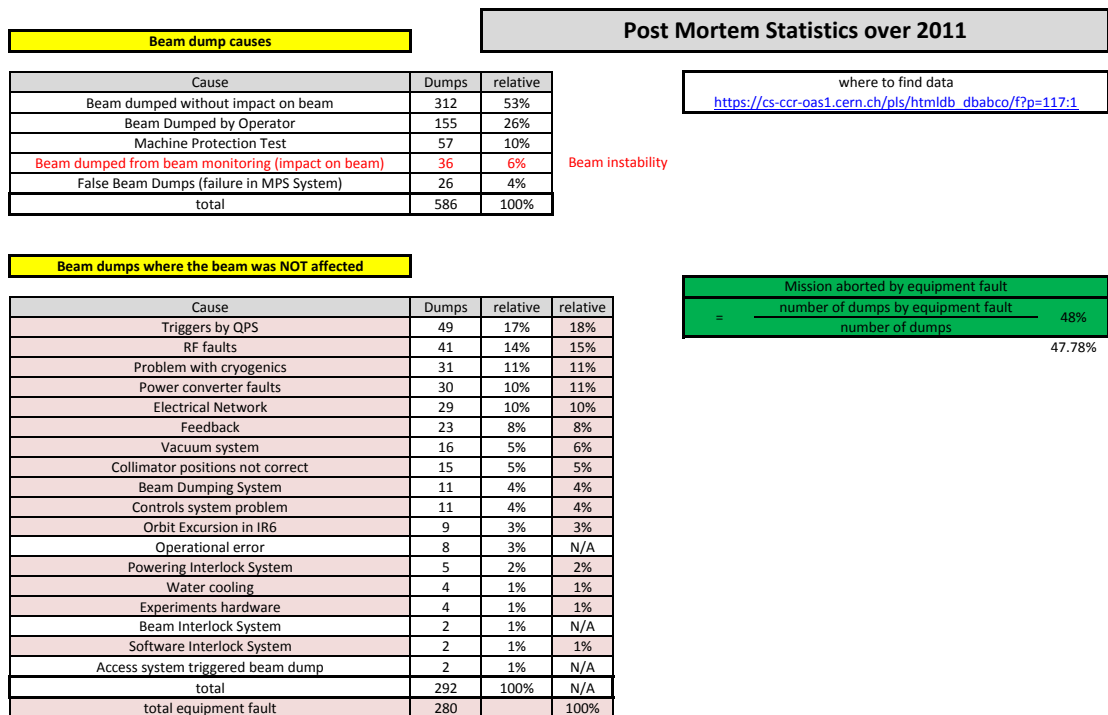 Post Mortem Statistics over 2011
Beam dump causes
Cause Dumps relative
Beam dumped without impact on beam 312 53%
Beam Dumped by Operator 155 26%
Machine Protection Test 57 10%
Beam dumped from beam monitoring (impact on beam) 36 6% Beam instability
False Beam Dumps (failure in MPS System) 26 4%
total 586 100%
where to find data
https://cs-ccr-oas1.cern.ch/pls/htmldb_dbabco/f?p=117:1
Beam dumps where the beam was NOT affected
Cause Dumps relative relative
Triggers by QPS 49 17% 18%
RF faults 41 14% 15%
Problem with cryogenics 31 11% 11%
Power converter faults 30 10% 11%
Electrical Network 29 10% 10%
Feedback 23 8% 8%
Vacuum system 16 5% 6%
Collimator positions not correct 15 5% 5%
Beam Dumping System 11 4% 4%
Controls system problem 11 4% 4%
Orbit Excursion in IR6 9 3% 3%
Operational error 8 3% N/A
Powering Interlock System 5 2% 2%
Water cooling 4 1% 1%
Experiments hardware 4 1% 1%
Beam Interlock System 2 1% N/A
Software Interlock System 2 1% 1%
Access system triggered beam dump 2 1% N/A
total 292 100% N/A
total equipment fault 280 100%
Mission aborted by equipment fault
number of dumps by equipment fault
= 48%
number of dumps
47.78%